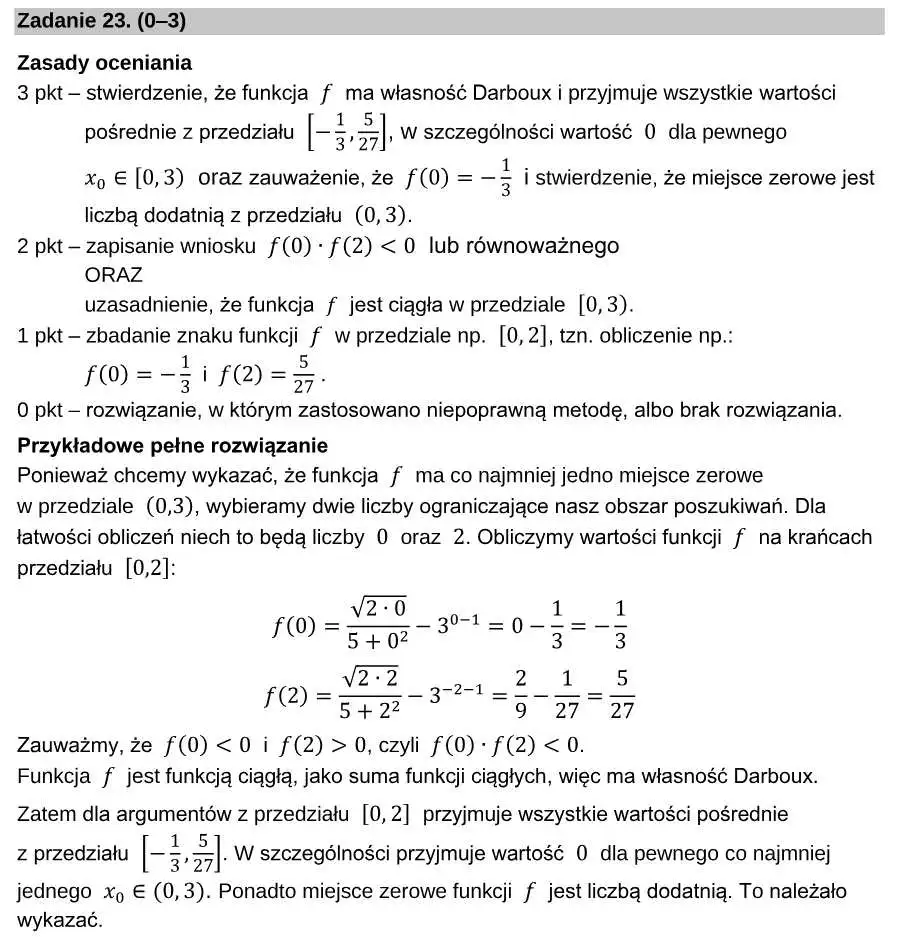 Zadanie 23. (0–3)
Zasady oceniania
3 pkt – stwierdzenie, że funkcja f ma własność Darboux i przyjmuje wszystkie wartości
pośrednie z przedziału [−1/3, 5/27], w szczególności wartość 0 dla pewnego
x₀ ∈ [0, 3) oraz zauważenie, że f(0) = −1/3 i stwierdzenie, że miejsce zerowe jest
liczbą dodatnią z przedziału (0, 3).
2 pkt – zapisanie wniosku f(0) · f(2) < 0 lub równoważnego
ORAZ
uzasadnienie, że funkcja f jest ciągła w przedziale [0, 3).
1 pkt – zbadanie znaku funkcji f w przedziale np. [0, 2], tzn. obliczenie np.:
f(0) = −1/3 i f(2) = 5/27 .
0 pkt – rozwiązanie, w którym zastosowano niepoprawną metodę, albo brak rozwiązania.
Przykładowe pełne rozwiązanie
Ponieważ chcemy wykazać, że funkcja f ma co najmniej jedno miejsce zerowe
w przedziale (0,3), wybieramy dwie liczby ograniczające nasz obszar poszukiwań. Dla
łatwości obliczeń niech to będą liczby 0 oraz 2. Obliczymy wartości funkcji f na krańcach
przedziału [0,2]:
f(0) = √(2 · 0)/(5 + 0²) − 3⁰⁻¹ = 0 − 1/3 = −1/3
f(2) = √(2 · 2)/(5 + 2²) − 3⁻²⁻¹ = 2/9 − 1/27 = 5/27
Zauważmy, że f(0) < 0 i f(2) > 0, czyli f(0) · f(2) < 0.
Funkcja f jest funkcją ciągłą, jako suma funkcji ciągłych, więc ma własność Darboux.
Zatem dla argumentów z przedziału [0, 2] przyjmuje wszystkie wartości pośrednie
z przedziału [−1/3, 5/27]. W szczególności przyjmuje wartość 0 dla pewnego co najmniej
jednego x₀ ∈ (0, 3). Ponadto miejsce zerowe funkcji f jest liczbą dodatnią. To należało
wykazać.